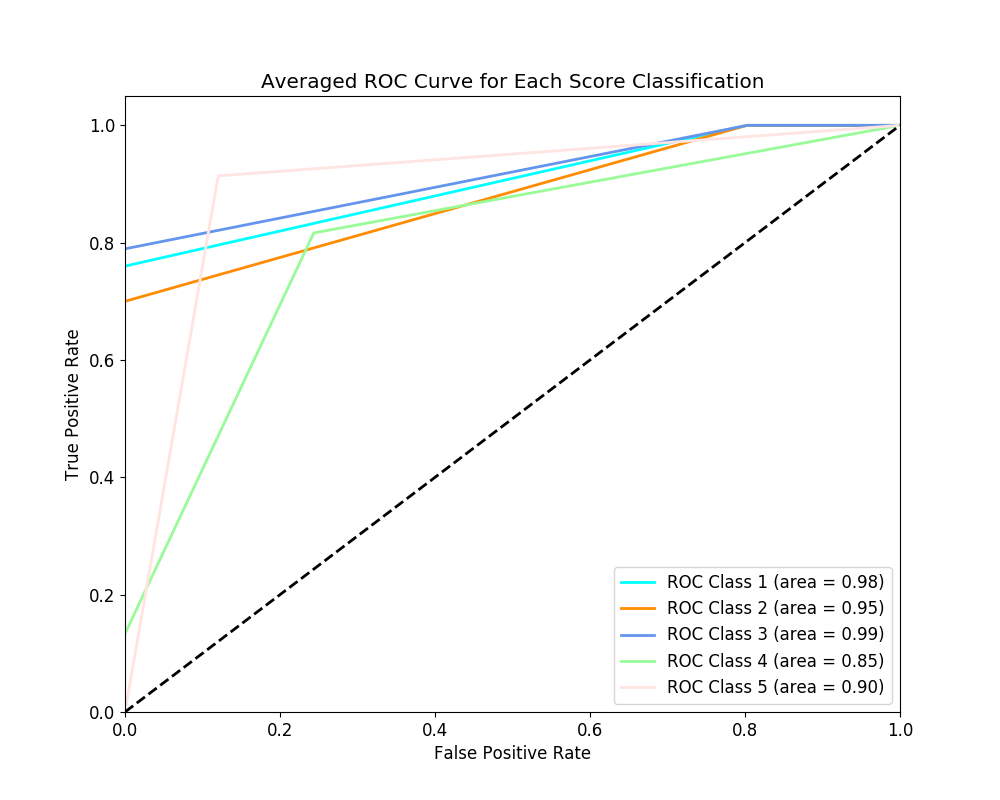 Averaged ROC Curve for Each Score Classification
1.0
0.8
0.6
0.4
0.2
0.0
True Positive Rate
0.0 0.2 0.4 0.6 0.8 1.0
False Positive Rate
ROC Class 1 (area = 0.98)
ROC Class 2 (area = 0.95)
ROC Class 3 (area = 0.99)
ROC Class 4 (area = 0.85)
ROC Class 5 (area = 0.90)